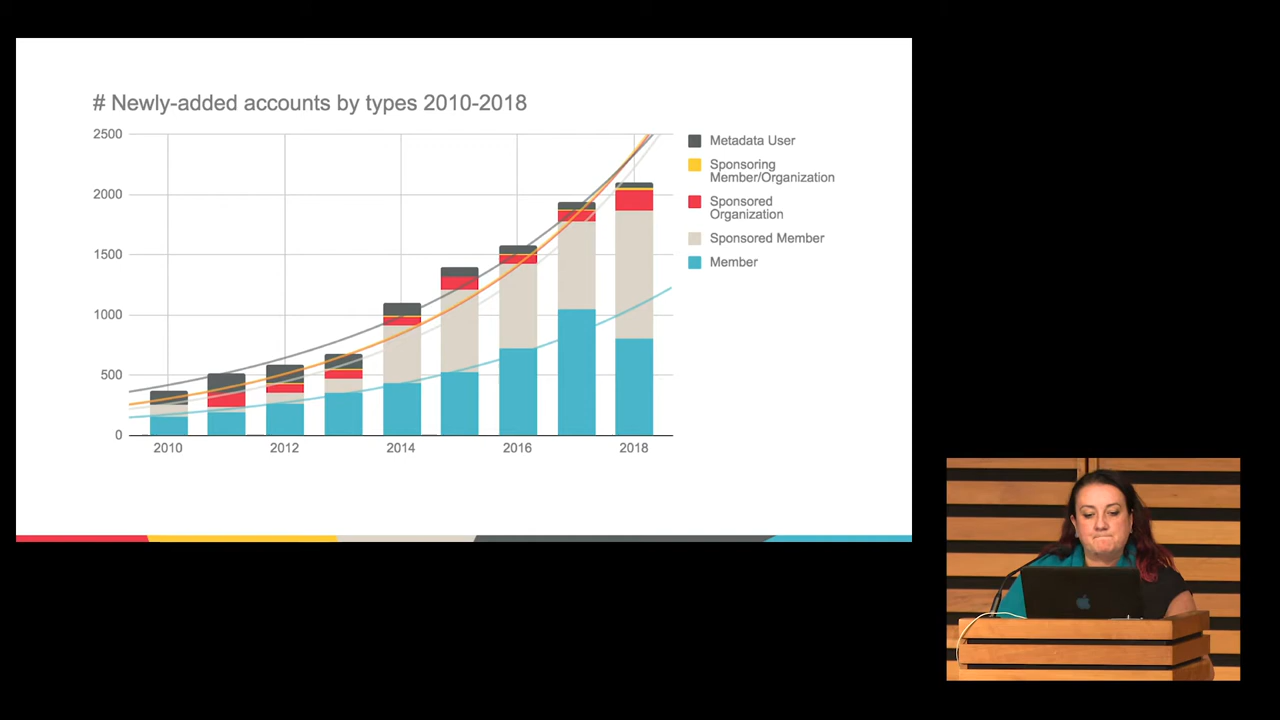 # Newly-added accounts by types 2010-2018
2500
2000
1500
1000
500
0
2010
2012
2014
2016
2018
Metadata User
Sponsoring
Member/Organization
Sponsored
Organization
Sponsored Member
Member